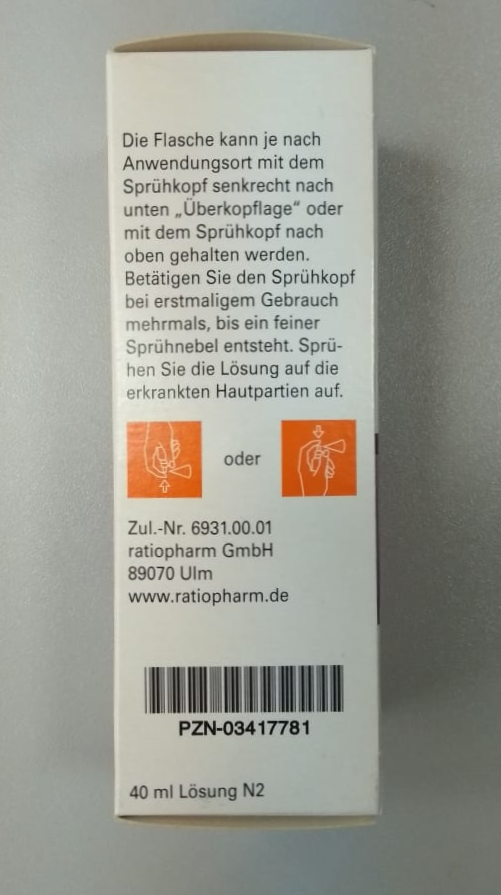 Die Flasche kann je nach
Anwendungsort mit dem
Sprühkopf senkrecht nach
unten „Überkopflage“ oder
mit dem Sprühkopf nach
oben gehalten werden.
Betätigen Sie den Sprühkopf
bei erstmaligem Gebrauch
mehrmals, bis ein feiner
Sprühnebel entsteht. Sprü-
hen Sie die Lösung auf die
erkrankten Hautpartien auf.
oder
Zul.-Nr. 6931.00.01
ratiopharm GmbH
89070 Ulm
www.ratiopharm.de
PZN-03417781
40 ml Lösung N2